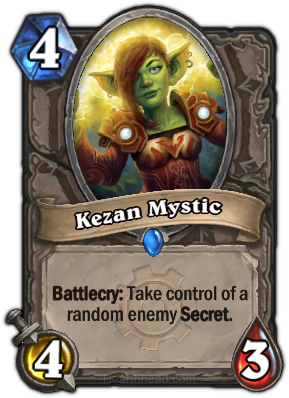 4
Kezan Mystic
Battlecry: Take control of a
random enemy Secret.
4
3